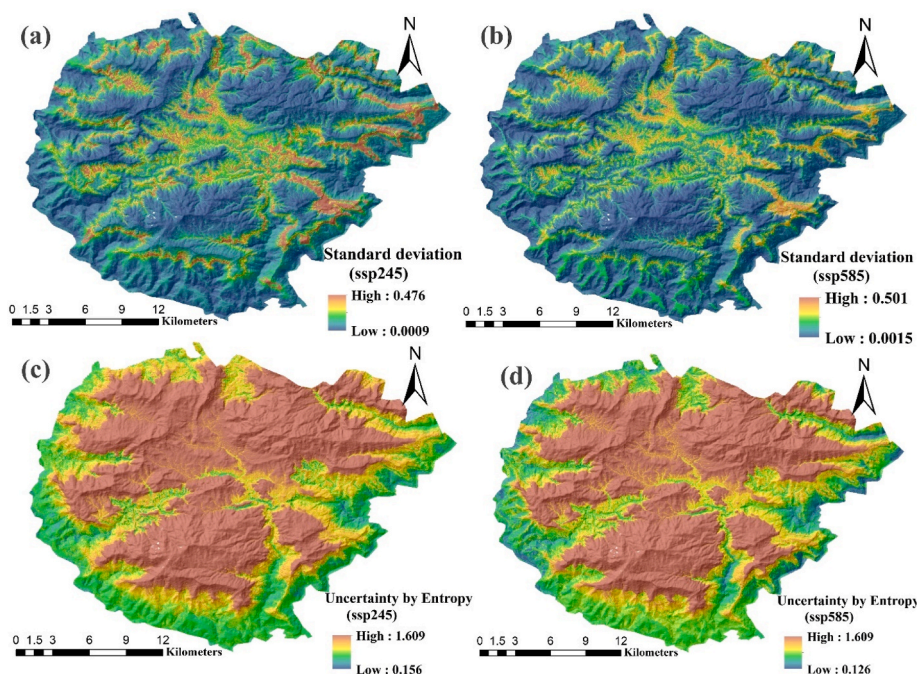 (a)
N
Standard deviation
(ssp245)
High : 0.476
Low : 0.0009
0 1.5 3 6 9 12
Kilometers
(b)
N
Standard deviation
(ssp585)
High : 0.501
Low : 0.0015
0 1.5 3 6 9 12
Kilometers
(c)
N
Uncertainty by Entropy
(ssp245)
High : 1.609
Low : 0.156
0 1.5 3 6 9 12
Kilometers
(d)
N
Uncertainty by Entropy
(ssp585)
High : 1.609
Low : 0.126
0 1.5 3 6 9 12
Kilometers